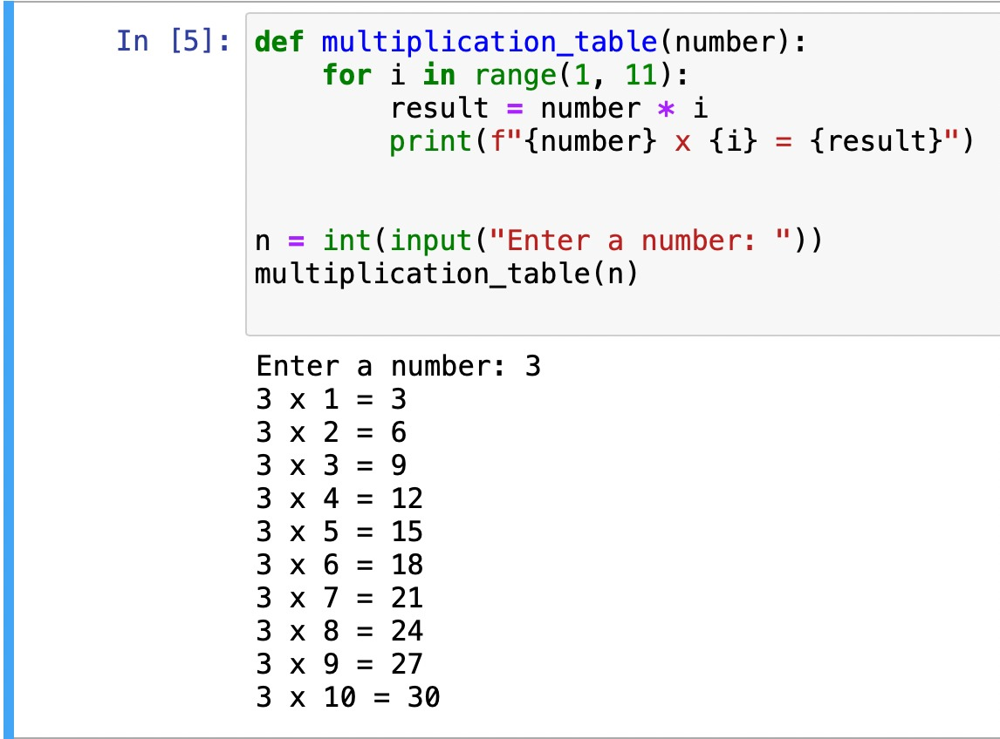 In [5]: def multiplication_table(number):
    for i in range(1, 11):
        result = number * i
        print(f"{number} x {i} = {result}")
n = int(input("Enter a number: "))
multiplication_table(n)
Enter a number: 3
3 x 1 = 3
3 x 2 = 6
3 x 3 = 9
3 x 4 = 12
3 x 5 = 15
3 x 6 = 18
3 x 7 = 21
3 x 8 = 24
3 x 9 = 27
3 x 10 = 30